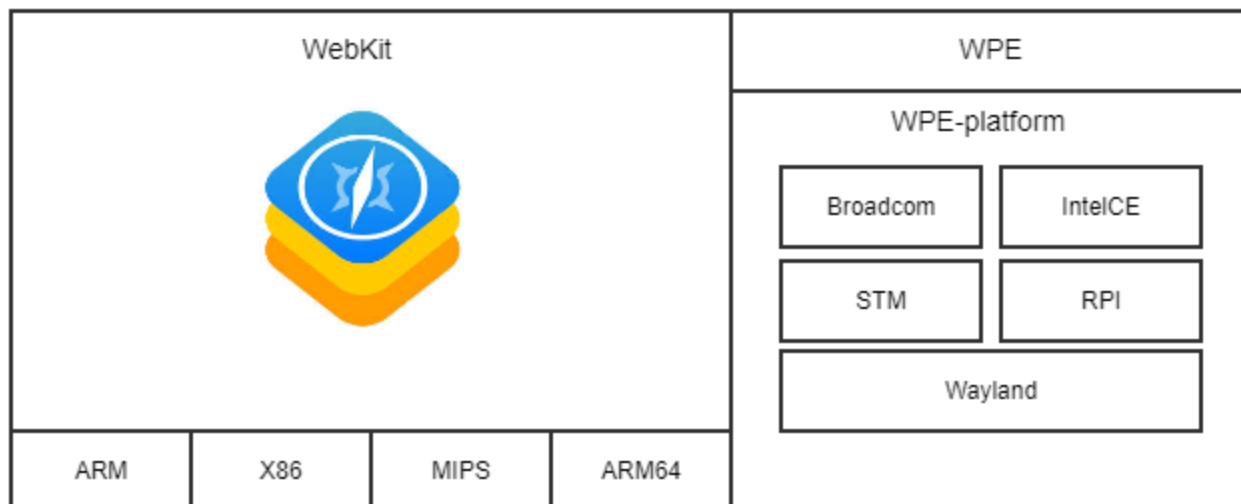 WebKit
WPE
WPE-platform
Broadcom
IntelCE
STM
RPI
Wayland
ARM
X86
MIPS
ARM64